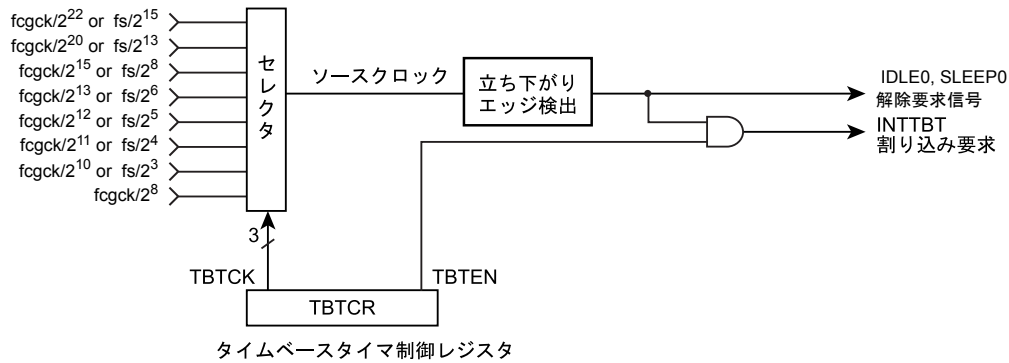 fcgck/2^22 or fs/2^15
fcgck/2^20 or fs/2^13
fcgck/2^15 or fs/2^8
fcgck/2^13 or fs/2^6
fcgck/2^12 or fs/2^5
fcgck/2^11 or fs/2^4
fcgck/2^10 or fs/2^3
fcgck/2^8
セレクタ
ソースクロック
立ち下がり
エッジ検出
IDLE0, SLEEP0
解除要求信号
INTTBT
割り込み要求
3
TBTCK
TBTEN
TBTCR
タイムベースタイマ制御レジスタ